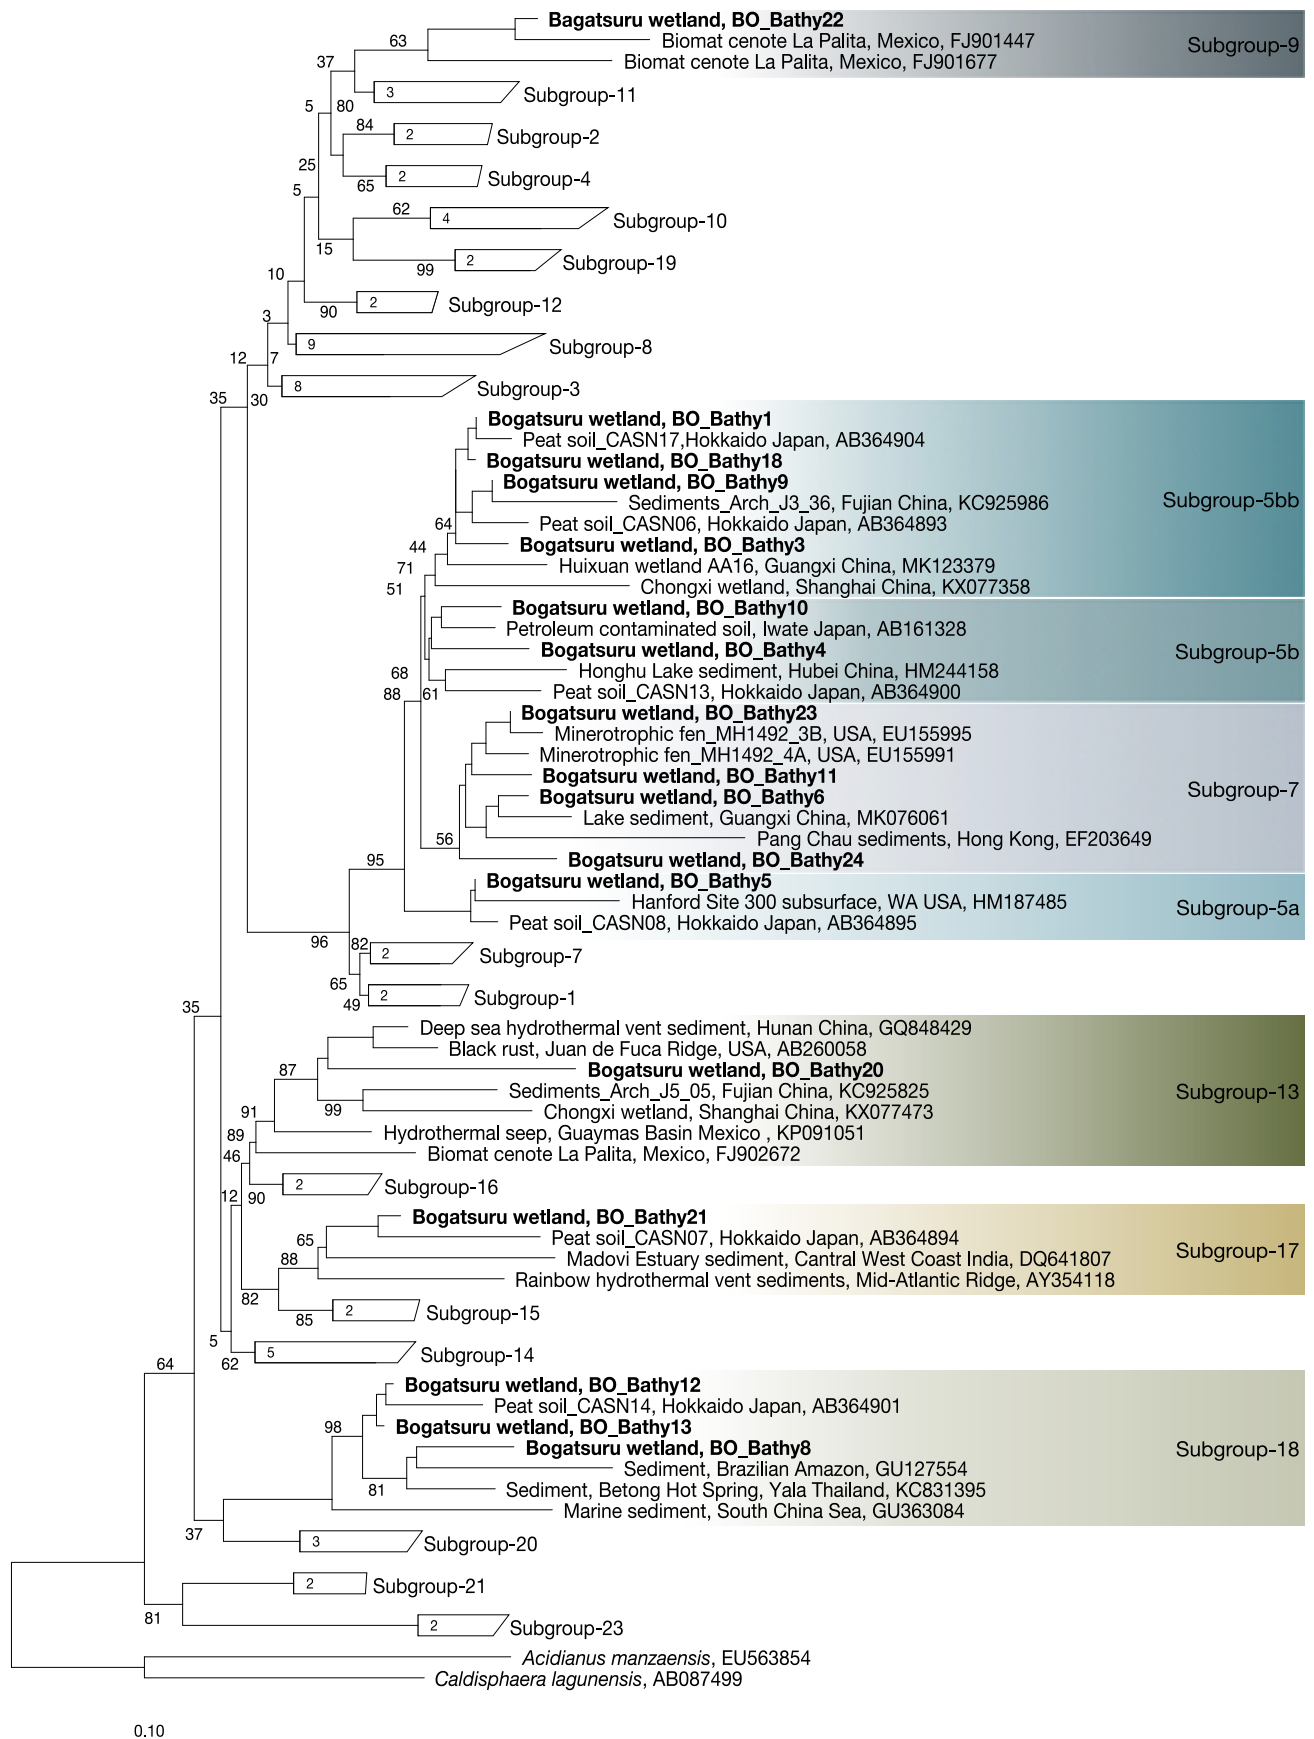 Bagatsuru wetland, BO_Bathy22
63
Biomat cenote La Palita, Mexico, FJ901447
Subgroup-9
37
Biomat cenote La Palita, Mexico, FJ901677
3
Subgroup-11
5
80
84
2
Subgroup-2
25
65
2
Subgroup-4
5
62
4
Subgroup-10
15
99
2
Subgroup-19
10
90
2
Subgroup-12
3
9
Subgroup-8
12
7
8
Subgroup-3
35
30
Bogatsuru wetland, BO_Bathy1
Peat soil_CASN17,Hokkaido Japan, AB364904
Bogatsuru wetland, BO_Bathy18
Bogatsuru wetland, BO_Bathy9
Sediments_Arch_J3_36, Fujian China, KC925986
Subgroup-5bb
64
Peat soil_CASN06, Hokkaido Japan, AB364893
44
Bogatsuru wetland, BO_Bathy3
71
Huixuan wetland AA16, Guangxi China, MK123379
51
Chongxi wetland, Shanghai China, KX077358
Bogatsuru wetland, BO_Bathy10
Petroleum contaminated soil, Iwate Japan, AB161328
Bogatsuru wetland, BO_Bathy4
Subgroup-5b
68
Honghu Lake sediment, Hubei China, HM244158
88
61
Peat soil_CASN13, Hokkaido Japan, AB364900
Bogatsuru wetland, BO_Bathy23
Minerotrophic fen_MH1492_3B, USA, EU155995
Minerotrophic fen_MH1492_4A, USA, EU155991
Bogatsuru wetland, BO_Bathy11
Subgroup-7
Bogatsuru wetland, BO_Bathy6
Lake sediment, Guangxi China, MK076061
56
Pang Chau sediments, Hong Kong, EF203649
95
Bogatsuru wetland, BO_Bathy24
Bogatsuru wetland, BO_Bathy5
Hanford Site 300 subsurface, WA USA, HM187485
Subgroup-5a
Peat soil_CASN08, Hokkaido Japan, AB364895
96
82
2
Subgroup-7
65
49
2
Subgroup-1
35
Deep sea hydrothermal vent sediment, Hunan China, GQ848429
Black rust, Juan de Fuca Ridge, USA, AB260058
87
Bogatsuru wetland, BO_Bathy20
Sediments_Arch_J5_05, Fujian China, KC925825
Subgroup-13
99
Chongxi wetland, Shanghai China, KX077473
91
Hydrothermal seep, Guaymas Basin Mexico , KP091051
89
46
Biomat cenote La Palita, Mexico, FJ902672
12
90
2
Subgroup-16
Bogatsuru wetland, BO_Bathy21
65
Peat soil_CASN07, Hokkaido Japan, AB364894
88
Madovi Estuary sediment, Cantral West Coast India, DQ641807
Subgroup-17
Rainbow hydrothermal vent sediments, Mid-Atlantic Ridge, AY354118
82
85
2
Subgroup-15
5
62
5
Subgroup-14
64
Bogatsuru wetland, BO_Bathy12
Peat soil_CASN14, Hokkaido Japan, AB364901
98
Bogatsuru wetland, BO_Bathy13
Bogatsuru wetland, BO_Bathy8
Subgroup-18
Sediment, Brazilian Amazon, GU127554
81
Sediment, Betong Hot Spring, Yala Thailand, KC831395
Marine sediment, South China Sea, GU363084
37
3
Subgroup-20
2
Subgroup-21
81
2
Subgroup-23
Acidianus manzaensis, EU563854
Caldisphaera lagunensis, AB087499
0.10